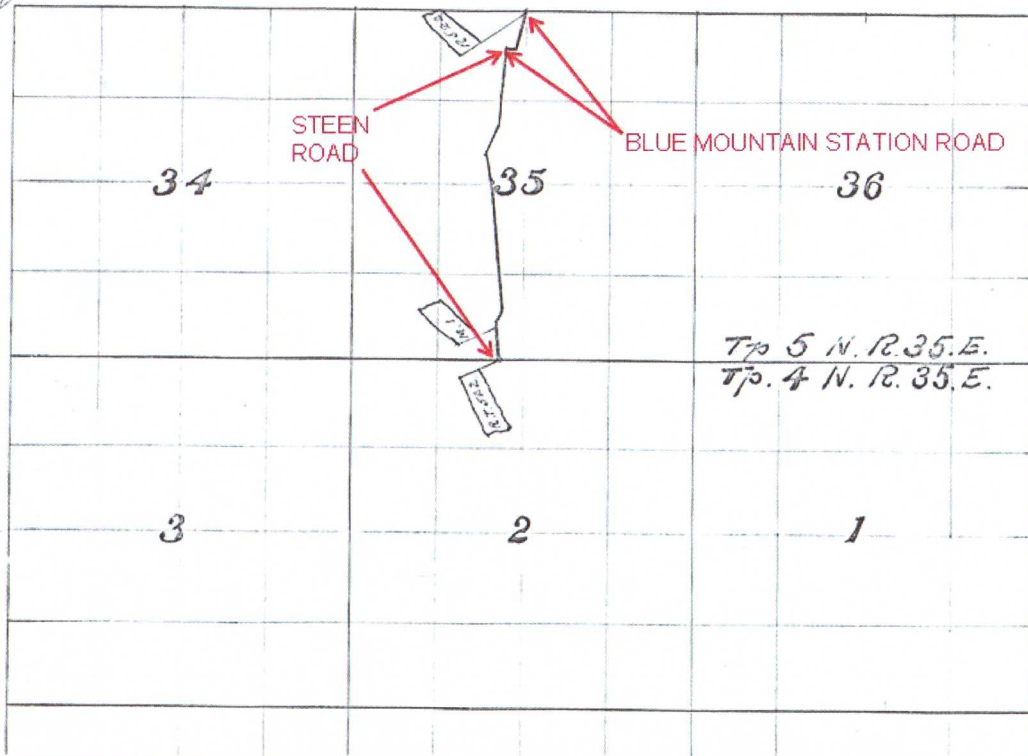 STEEN
ROAD
BLUE MOUNTAIN STATION ROAD
34
35
36
Tp 5 N. R. 35. E.
Tp. 4 N. R. 35. E.
3
2
1